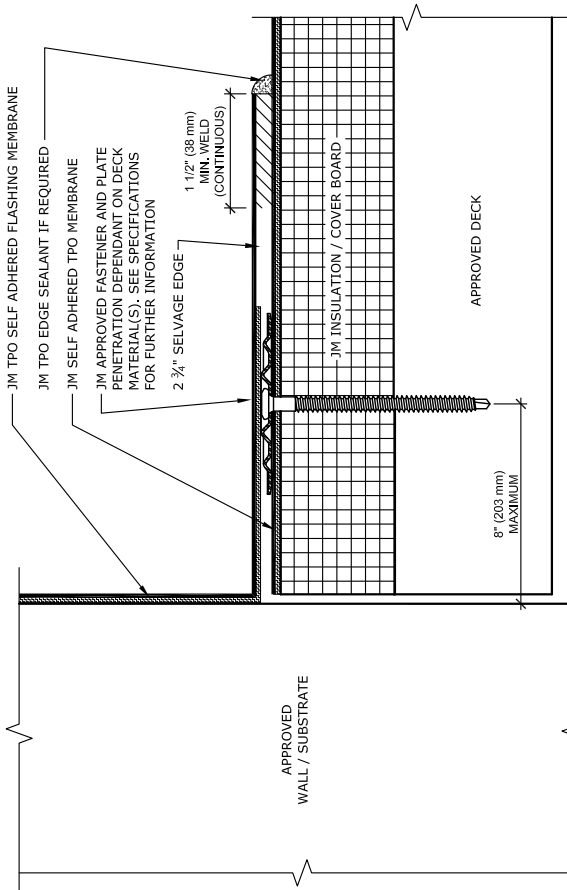 JM TPO SELF ADHERED FLASHING MEMBRANE
JM TPO EDGE SEALANT IF REQUIRED
JM SELF ADHERED TPO MEMBRANE
JM APPROVED FASTENER AND PLATE
PENETRATION DEPENDANT ON DECK
MATERIAL(S). SEE SPECIFICATIONS
FOR FURTHER INFORMATION
2 ¾" SELVAGE EDGE
1 1/2" (38 mm)
MIN. WELD
(CONTINUOUS)
JM INSULATION / COVER BOARD
APPROVED DECK
8" (203 mm)
MAXIMUM
APPROVED
WALL / SUBSTRATE